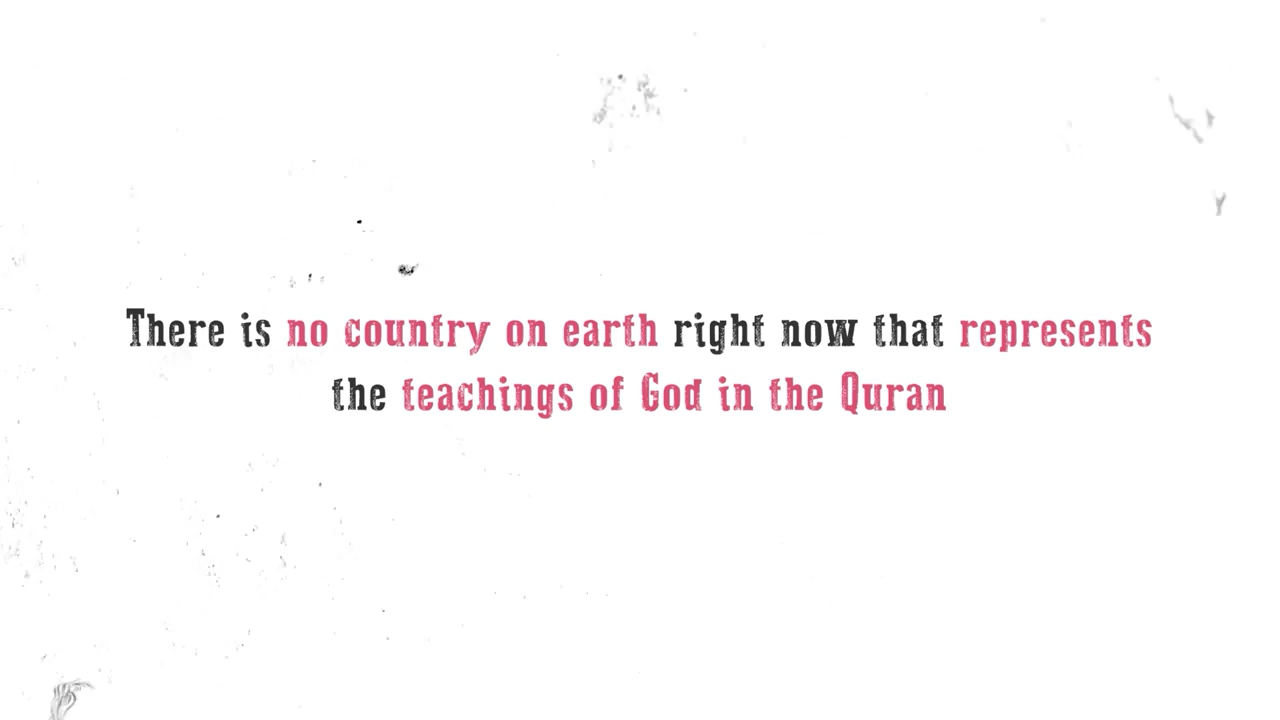 There is no country on earth right now that represents
the teachings of God in the Quran